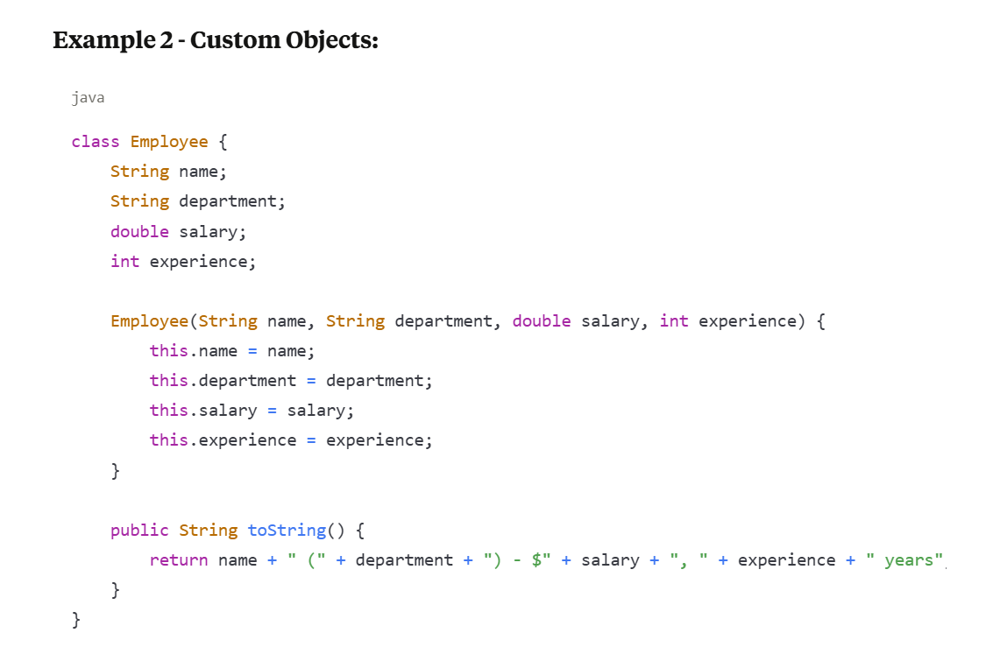 Example 2 - Custom Objects:
java
class Employee {
    String name;
    String department;
    double salary;
    int experience;

    Employee(String name, String department, double salary, int experience) {
        this.name = name;
        this.department = department;
        this.salary = salary;
        this.experience = experience;
    }

    public String toString() {
        return name + " (" + department + ") - $" + salary + ", " + experience + " years"
    }
}